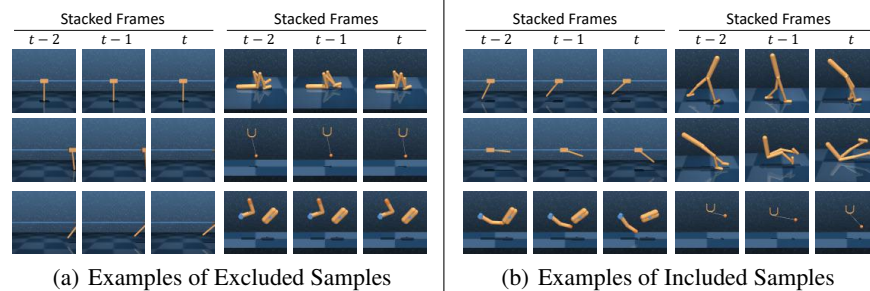 Stacked Frames Stacked Frames Stacked Frames Stacked Frames
t − 2 t − 1 t t − 2 t − 1 t t − 2 t − 1 t t − 2 t − 1 t
(a) Examples of Excluded Samples (b) Examples of Included Samples